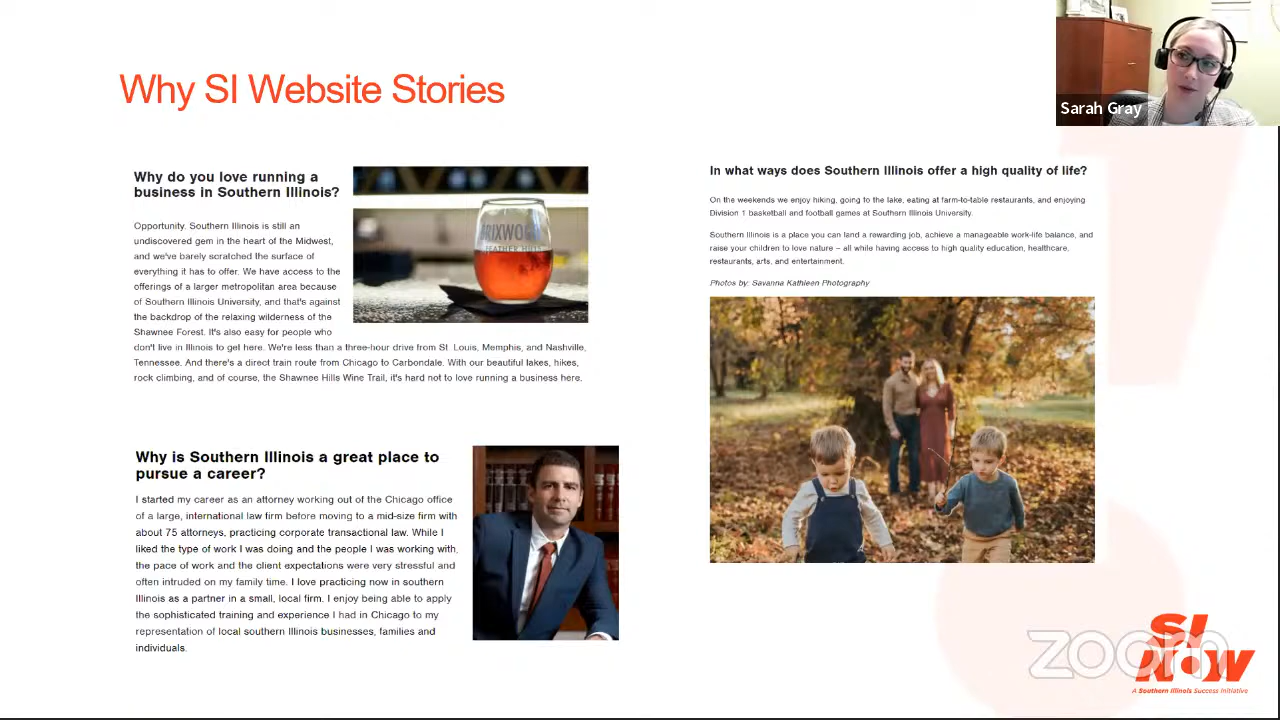 Why SI Website Stories
Sarah Gray
Why do you love running a
business in Southern Illinois?
Opportunity. Southern Illinois is still an
undiscovered gem in the heart of the Midwest,
and we've barely scratched the surface of
everything it has to offer. We have access to the
offerings of a larger metropolitan area because
of Southern Illinois University, and that's against
the backdrop of the relaxing wilderness of the
Shawnee Forest. It's also easy for people who
don't live in Illinois to get here. We're less than a three-hour drive from St. Louis, Memphis, and Nashville,
Tennessee. And there's a direct train route from Chicago to Carbondale. With our beautiful lakes, hikes,
rock climbing, and of course, the Shawnee Hills Wine Trail, it's hard not to love running a business here.
Why is Southern Illinois a great place to
pursue a career?
I started my career as an attorney working out of the Chicago office
of a large, international law firm before moving to a mid-size firm with
about 75 attorneys, practicing corporate transactional law. While I
liked the type of work I was doing and the people I was working with,
the pace of work and the client expectations were very stressful and
often intruded on my family time. I love practicing now in southern
Illinois as a partner in a small, local firm. I enjoy being able to apply
the sophisticated training and experience I had in Chicago to my
representation of local southern Illinois businesses, families and
individuals.
In what ways does Southern Illinois offer a high quality of life?
On the weekends we enjoy hiking, going to the lake, eating at farm-to-table restaurants, and enjoying
Division 1 basketball and football games at Southern Illinois University.
Southern Illinois is a place you can land a rewarding job, achieve a manageable work-life balance, and
raise your children to love nature – all while having access to high quality education, healthcare,
restaurants, arts, and entertainment.
Photos by: Savanna Kathleen Photography
zoom
SI
NOW
A Southern Illinois Success Initiative